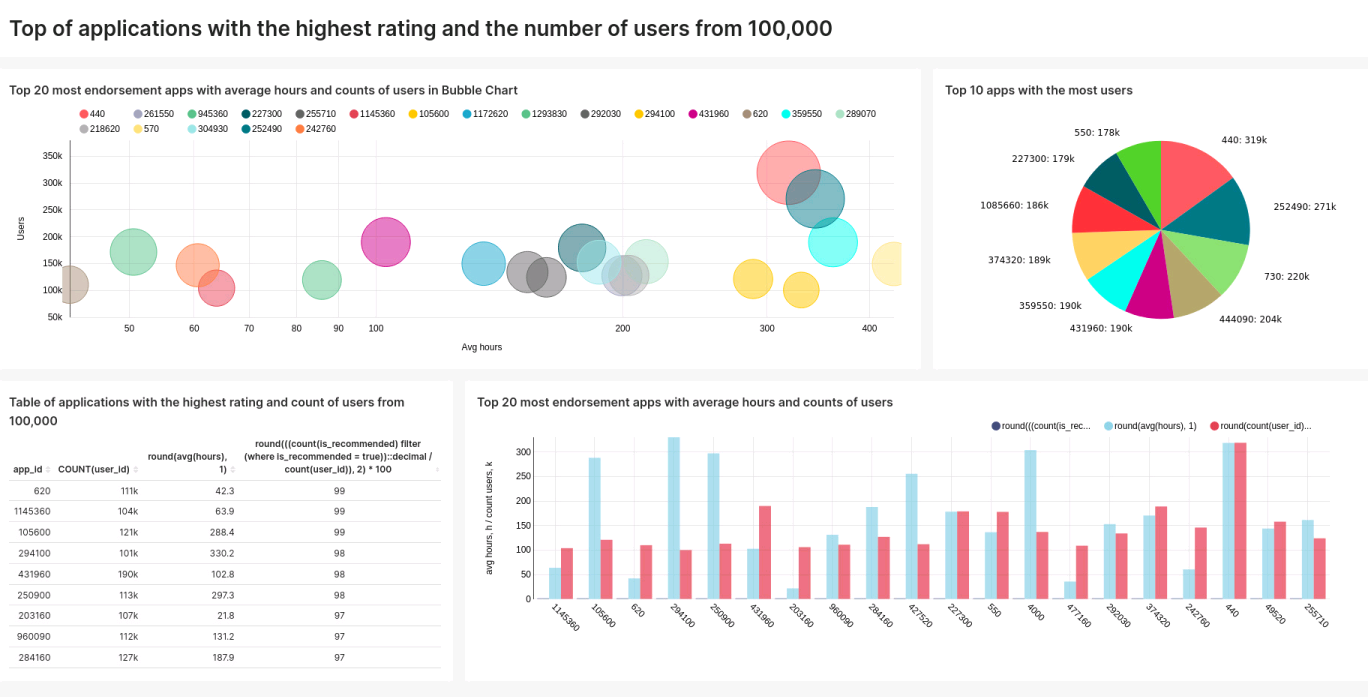 Top of applications with the highest rating and the number of users from 100,000
Top 20 most endorsement apps with average hours and counts of users in Bubble Chart
440 261550 945360 227300 255710 1145360 105600 1172620 1293830 292030 294100 431960 620 359550 289070
218620 570 304930 252490 242760
350k
300k
250k
200k
150k
100k
50k
Users
50 60 70 80 90 100 200 300 400
Avg hours
Top 10 apps with the most users
550: 178k
440: 319k
227300: 179k
252490: 271k
1085660: 186k
374320: 189k
730: 220k
359550: 190k
444090: 204k
431960: 190k
Table of applications with the highest rating and count of users from
100,000
app_id COUNT(user_id) round(avg(hours), 1) round(((count(is_recommended) filter (where is_recommended = true))::decimal / count(user_id)), 2) * 100
620 111k 42.3 99
1145360 104k 63.9 99
105600 121k 288.4 99
294100 101k 330.2 98
431960 190k 102.8 98
250900 113k 297.3 98
203160 107k 21.8 97
960090 112k 131.2 97
284160 127k 187.9 97
Top 20 most endorsement apps with average hours and counts of users
round(((count(is_rec... round(avg(hours), 1) round(count(user_id)...
300
250
200
150
100
50
0
avg hours, h / count users, k
1145360 105600 620 294100 250900 431960 203160 960090 284160 427520 227300 550 4000 477160 292030 374320 242760 440 49520 255710